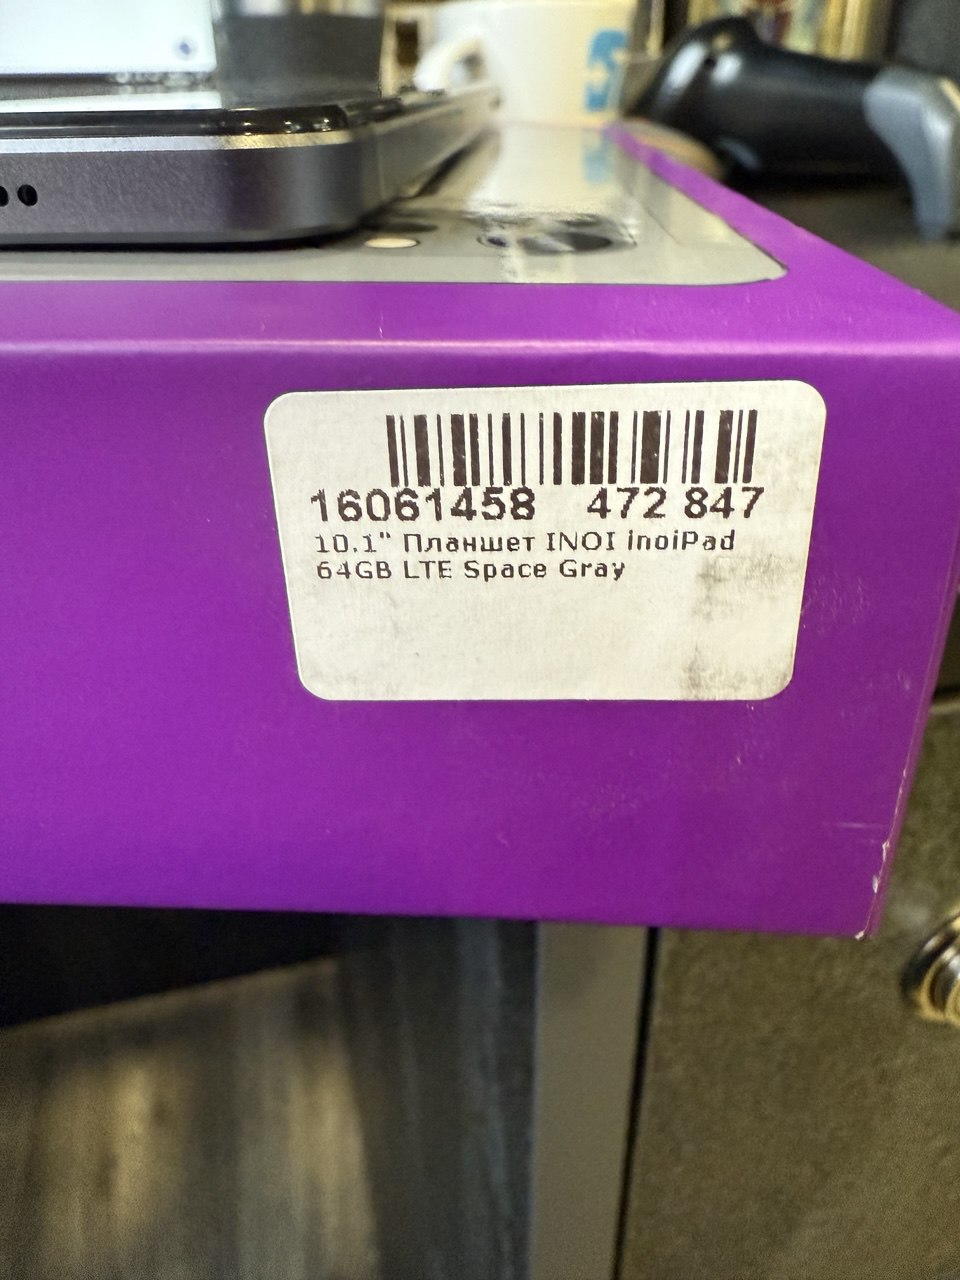 16061458 472 847
10.1" Планшет INOI inoiPad
64GB LTE Space Gray